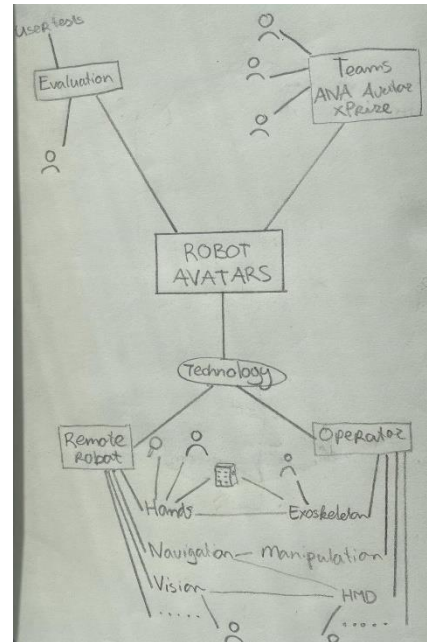 User tests
Evaluation
Teams
ANA Avatar
xPrize
ROBOT
AVATARS
Technology
Remote
Robot
Operator
Hands
Exoskeleton
Navigation
Manipulation
Vision
HMD
.....
.....